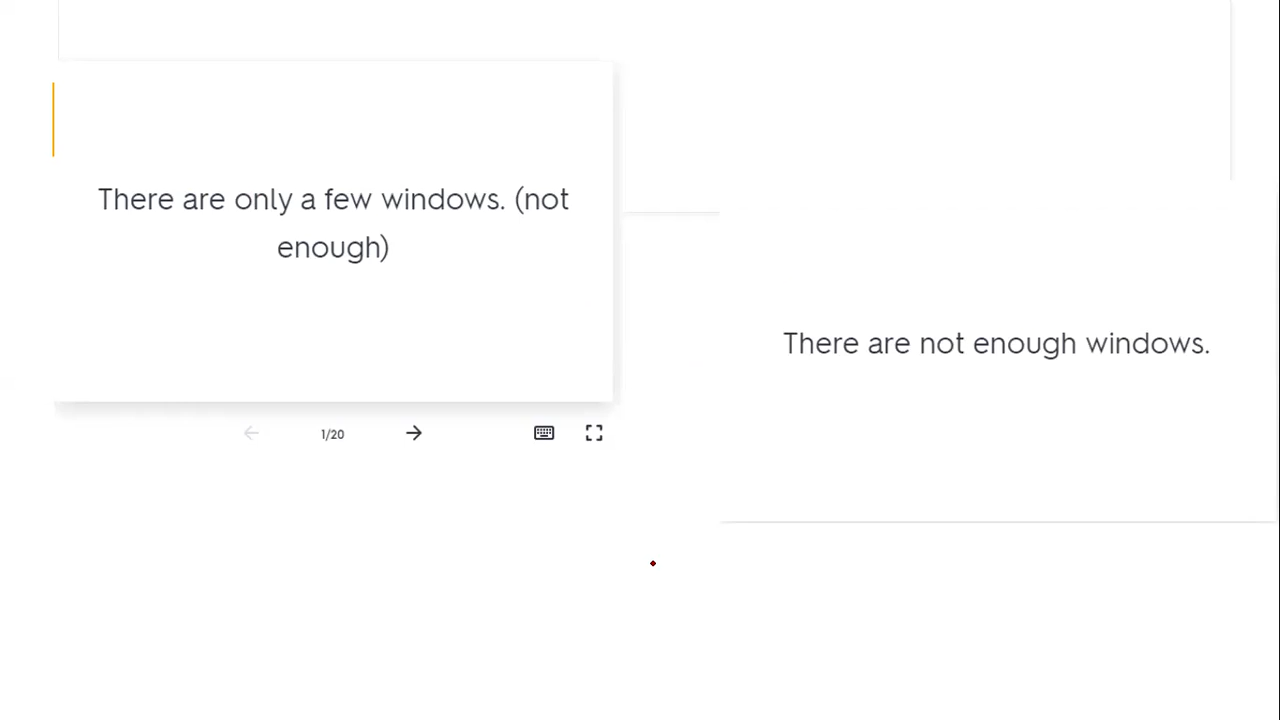 There are only a few windows. (not
enough)
1/20
There are not enough windows.